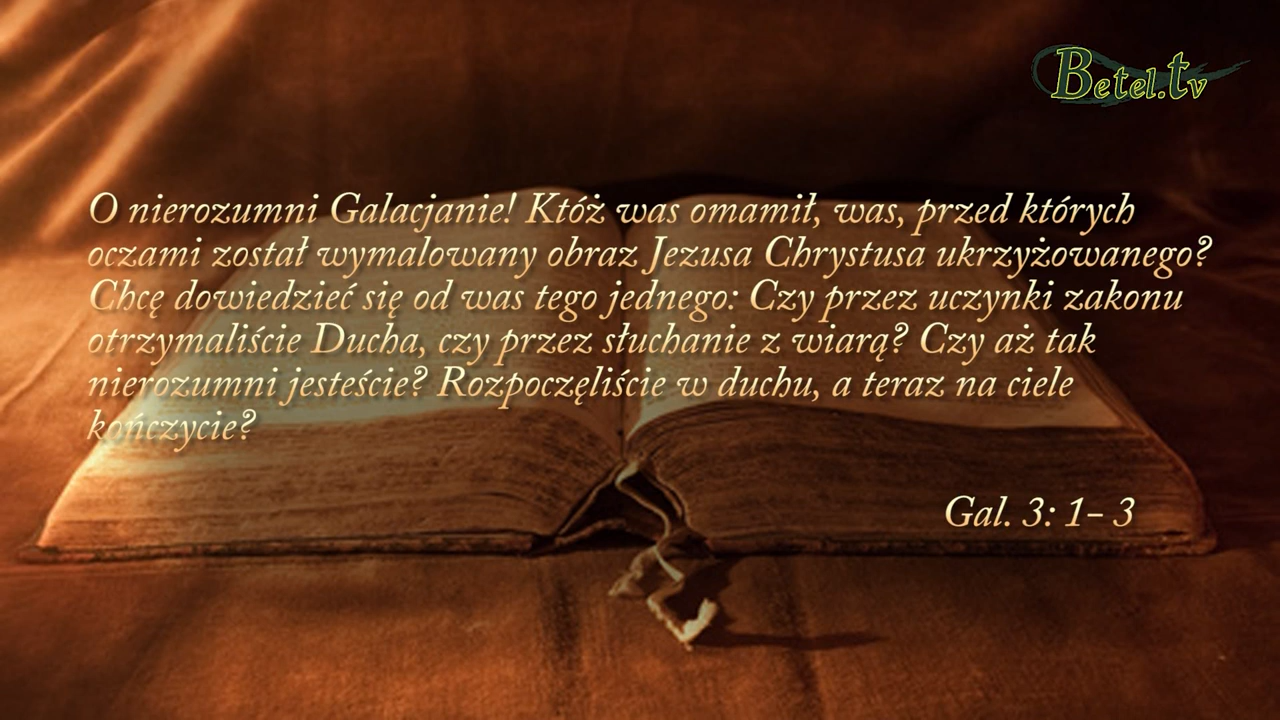 Betel.tv
O nierozumni Galacjanie! Któż was omamił, was, przed których
oczami został wymalowany obraz Jezusa Chrystusa ukrzyżowanego?
Chcę dowiedzieć się od was tego jednego: Czy przez uczynki zakonu
otrzymaliście Ducha, czy przez słuchanie z wiarą? Czy aż tak
nierozumni jesteście? Rozpoczęliście w duchu, a teraz na ciele
kończycie?
Gal. 3: 1- 3